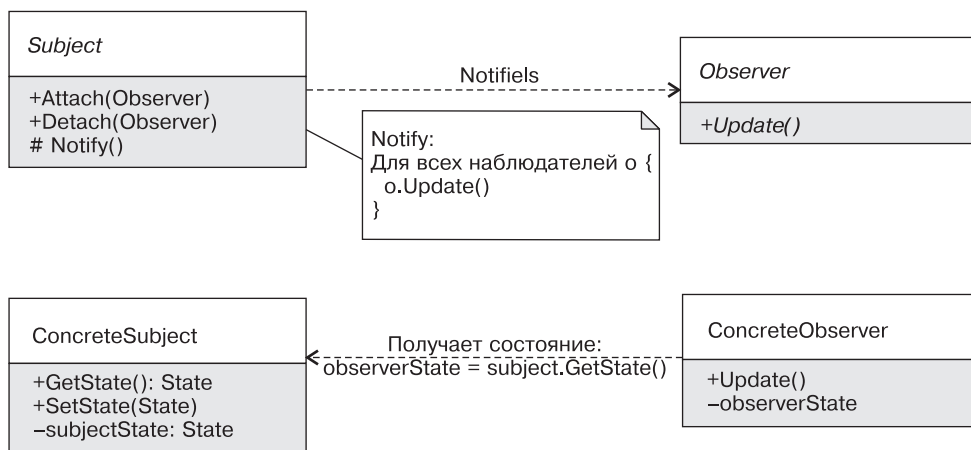 Subject
+Attach(Observer)
+Detach(Observer)
# Notify()
Notifiels
Observer
+Update()
Notify:
Для всех наблюдателей o {
o.Update()
}
ConcreteSubject
+GetState(): State
+SetState(State)
–subjectState: State
Получает состояние:
observerState = subject.GetState()
ConcreteObserver
+Update()
–observerState